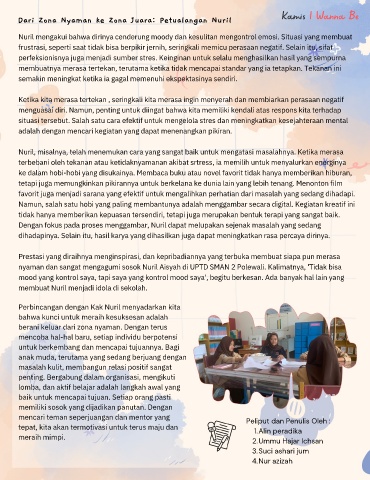 Dari Zona Nyaman ke Zona Juara: Petualangan Nuril
Kamis I Wanna Be
Nuril mengakui bahwa dirinya cenderung moody dan kesulitan mengontrol emosi. Situasi yang membuat
frustrasi, seperti saat tidak bisa berpikir jernih, seringkali memicu perasaan negatif. Selain itu, sifat
perfeksionisnya juga menjadi sumber stres. Keinginan untuk selalu menghasilkan hasil yang sempurna
membuatnya merasa tertekan, terutama ketika tidak mencapai standar yang ia tetapkan. Tekanan ini
semakin meningkat ketika ia gagal memenuhi ekspektasinya sendiri.
Ketika kita merasa tertekan , seringkali kita merasa ingin menyerah dan membiarkan perasaan negatif
menguasai diri. Namun, penting untuk diingat bahwa kita memiliki kendali atas respons kita terhadap
situasi tersebut. Salah satu cara efektif untuk mengelola stres dan meningkatkan kesejahteraan mental
adalah dengan mencari kegiatan yang dapat menenangkan pikiran.
Nuril, misalnya, telah menemukan cara yang sangat baik untuk mengatasi masalahnya. Ketika merasa
terbebani oleh tekanan atau ketidaknyamanan akibat srtress, ia memilih untuk menyalurkan energinya
ke dalam hobi-hobi yang disukainya. Membaca buku atau novel favorit tidak hanya memberikan hiburan,
tetapi juga memungkinkan pikirannya untuk berkelana ke dunia lain yang lebih tenang. Menonton film
favorit juga menjadi sarana yang efektif untuk mengalihkan perhatian dari masalah yang sedang dihadapi.
Namun, salah satu hobi yang paling membantunya adalah menggambar secara digital. Kegiatan kreatif ini
tidak hanya memberikan kepuasan tersendiri, tetapi juga merupakan bentuk terapi yang sangat baik.
Dengan fokus pada proses menggambar, Nuril dapat melupakan sejenak masalah yang sedang
dihadapinya. Selain itu, hasil karya yang dihasilkan juga dapat meningkatkan rasa percaya dirinya.
Prestasi yang diraihnya menginspirasi, dan kepribadiannya yang terbuka membuat siapa pun merasa
nyaman dan sangat mengagumi sosok Nuril Aisyah di UPTD SMAN 2 Polewali. Kalimatnya, 'Tidak bisa
mood yang kontrol saya, tapi saya yang kontrol mood saya', begitu berkesan. Ada banyak hal lain yang
membuat Nuril menjadi idola di sekolah.
Perbincangan dengan Kak Nuril menyadarkan kita
bahwa kunci untuk meraih kesuksesan adalah
berani keluar dari zona nyaman. Dengan terus
mencoba hal-hal baru, setiap individu berpotensi
untuk berkembang dan mencapai tujuannya. Bagi
anak muda, terutama yang sedang berjuang dengan
masalah kulit, membangun relasi positif sangat
penting. Bergabung dalam organisasi, mengikuti
lomba, dan aktif belajar adalah langkah awal yang
baik untuk mencapai tujuan. Setiap orang pasti
memiliki sosok yang dijadikan panutan. Dengan
mencari teman seperjuangan dan mentor yang
tepat, kita akan termotivasi untuk terus maju dan
meraih mimpi.
Peliput dan Penulis Oleh :
1.Alin peradika
2.Ummu Hajar Ichsan
3.Suci ashari jum
4.Nur azizah